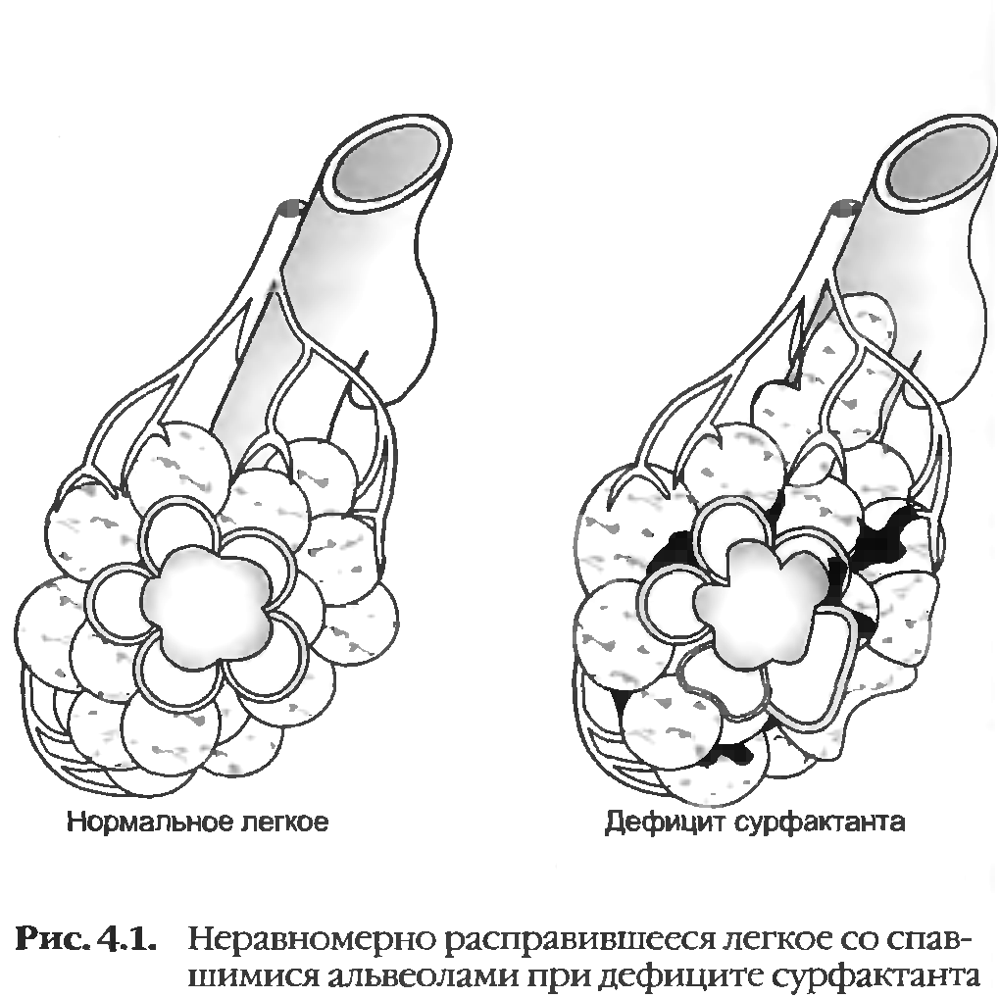 Нормальное легкое
Дефицит сурфактанта
Рис. 4.1. Неравномерно расправившееся легкое со спав-
шимися альвеолами при дефиците сурфактанта